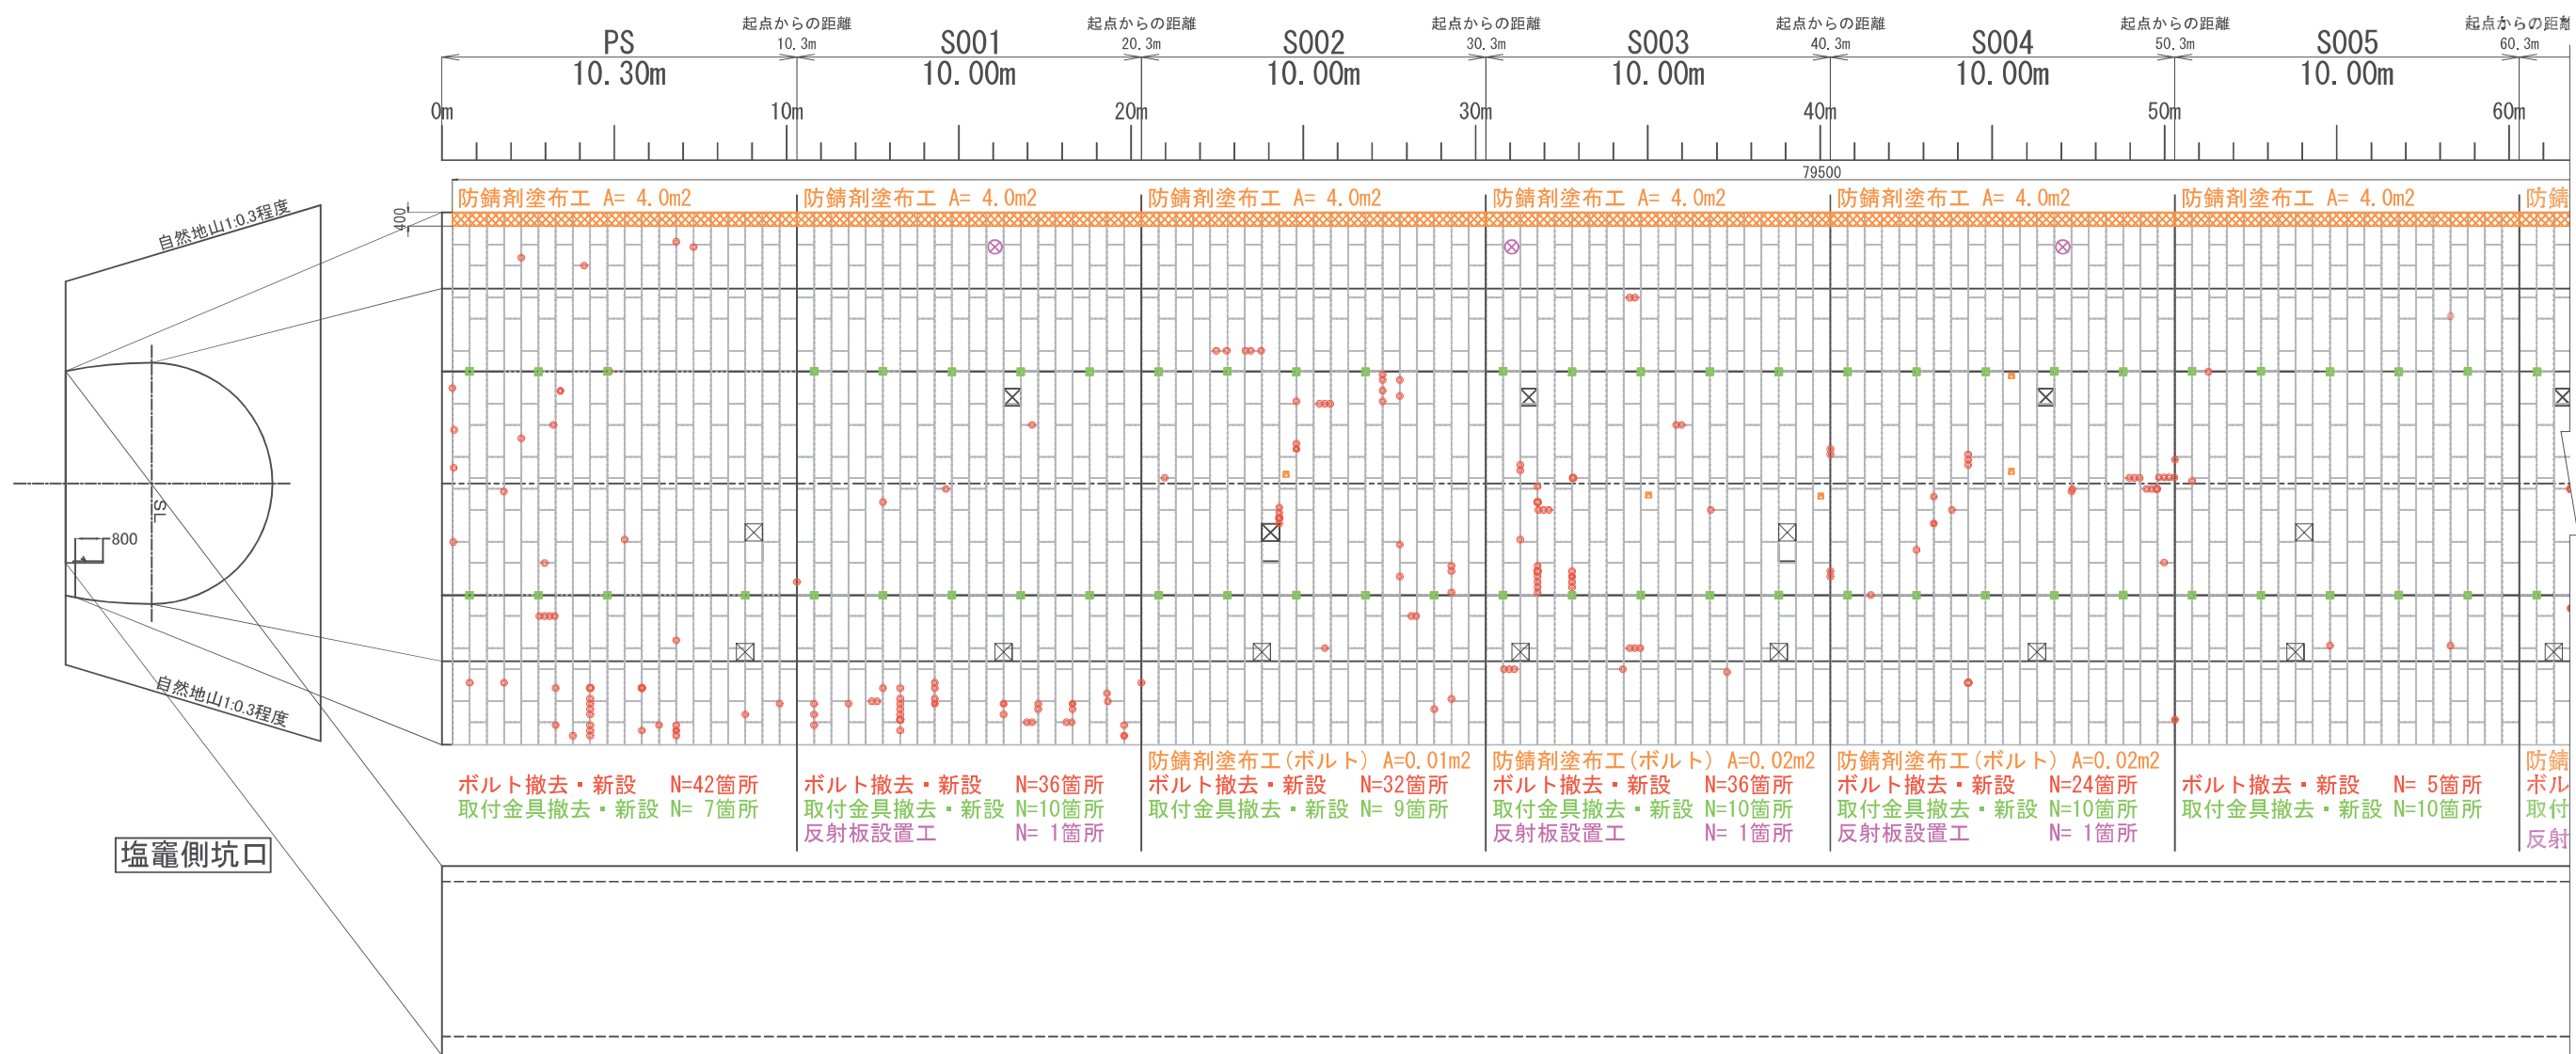 起点からの距離 起点からの距離 起点からの距離 起点からの距離 起点からの距離 起点からの距離
PS 10.3m S001 20.3m S002 30.3m S003 40.3m S004 50.3m S005 60.3m
10.30m 10.00m 10.00m 10.00m 10.00m 10.00m
0m 10m 20m 30m 40m 50m 60m
79500
防錆剤塗布工 A= 4.0m2 防錆剤塗布工 A= 4.0m2 防錆剤塗布工 A= 4.0m2 防錆剤塗布工 A= 4.0m2 防錆剤塗布工 A= 4.0m2 防錆剤塗布工 A= 4.0m2 防錆
400
自然地山1:0.3程度
SL
800
自然地山1:0.3程度
防錆剤塗布工(ボルト) A=0.01m2 防錆剤塗布工(ボルト) A=0.02m2 防錆剤塗布工(ボルト) A=0.02m2 防錆
ボルト撤去・新設 N=42箇所 ボルト撤去・新設 N=36箇所 ボルト撤去・新設 N=32箇所 ボルト撤去・新設 N=36箇所 ボルト撤去・新設 N=24箇所 ボルト撤去・新設 N= 5箇所 ボル
取付金具撤去・新設 N= 7箇所 取付金具撤去・新設 N=10箇所 取付金具撤去・新設 N= 9箇所 取付金具撤去・新設 N=10箇所 取付金具撤去・新設 N=10箇所 取付金具撤去・新設 N=10箇所 取付
反射板設置工 N= 1箇所 反射板設置工 N= 1箇所 反射板設置工 N= 1箇所 反射
塩竈側坑口